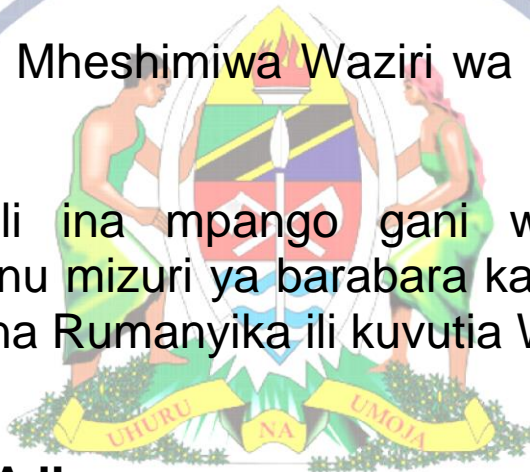 Mheshimiwa Waziri wa
li ina mpango gani w
nu mizuri ya barabara ka
na Rumanyika ili kuvutia W
UHURU NA UMOJA